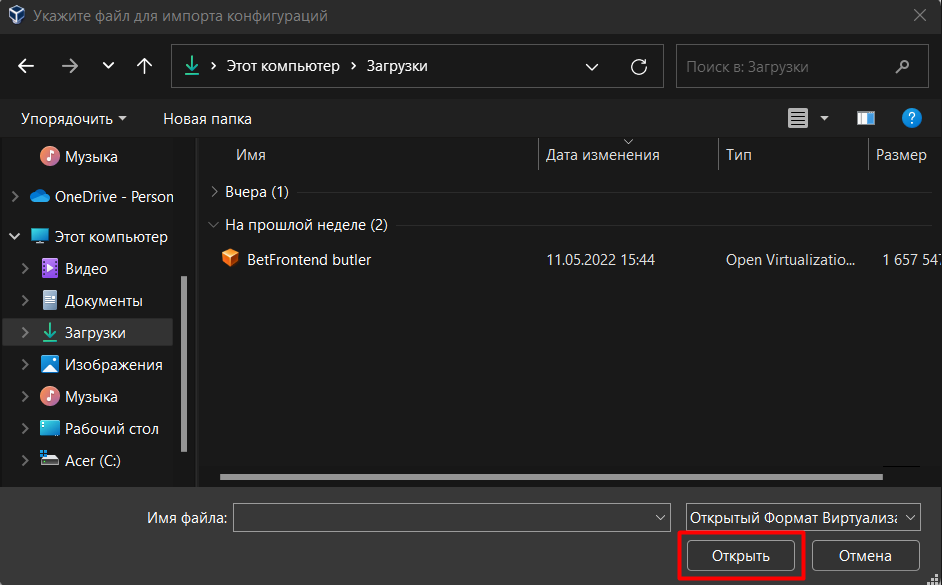 Укажите файл для импорта конфигураций
Этот компьютер > Загрузки
Поиск в: Загрузки
Упорядочить
Новая папка
?
Имя
Дата изменения
Тип
Размер
Музыка
OneDrive - Person
Этот компьютер
Видео
Документы
Загрузки
Изображения
Музыка
Рабочий стол
Acer (C:)
Вчера (1)
На прошлой неделе (2)
BetFrontend butler
11.05.2022 15:44
Open Virtualizatio...
1 657 547
Имя файла:
Открытый Формат Виртуализа
Открыть
Отмена